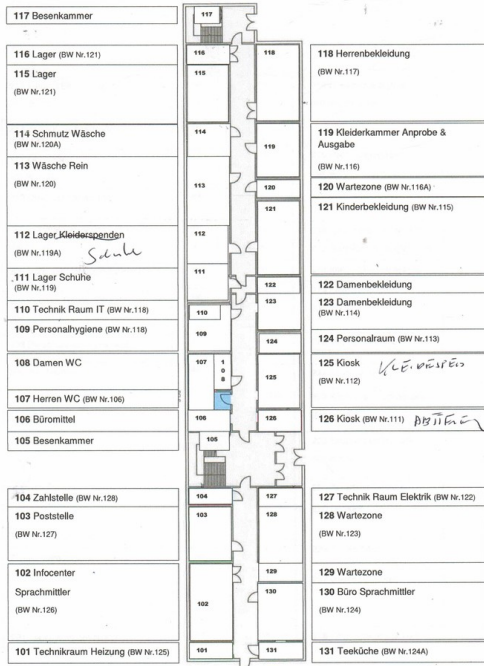 117 Besenkammer
116 Lager (BW Nr.121)
115 Lager
(BW Nr.121)
114 Schmutz Wäsche
(BW Nr.120A)
113 Wäsche Rein
(BW Nr.120)
112 Lager Kleiderspenden
(BW Nr.119A) Schuhe
111 Lager Schuhe
(BW Nr.119)
110 Technik Raum IT (BW Nr.118)
109 Personalhygiene (BW Nr.118)
108 Damen WC
107 Herren WC (BW Nr.106)
106 Büromittel
105 Besenkammer
104 Zahlstelle (BW Nr.128)
103 Poststelle
(BW Nr.127)
102 Infocenter
Sprachmittler
(BW Nr.126)
101 Technikraum Heizung (BW Nr.125)
117
116
115
114
113
112
111
110
109
107
108
106
105
104
103
102
101
118
119
120
121
122
123
124
125
126
127
128
129
130
131
118 Herrenbekleidung
(BW Nr.117)
119 Kleiderkammer Anprobe &
Ausgabe
(BW Nr.116)
120 Wartezone (BW Nr.116A)
121 Kinderbekleidung (BW Nr.115)
122 Damenbekleidung
123 Damenbekleidung
(BW Nr.114)
124 Personalraum (BW Nr.113)
125 Kiosk
(BW Nr.112)
126 Kiosk (BW Nr.111)
127 Technik Raum Elektrik (BW Nr.122)
128 Wartezone
(BW Nr.123)
129 Wartezone
130 Büro Sprachmittler
(BW Nr.124)
131 Teeküche (BW Nr.124A)